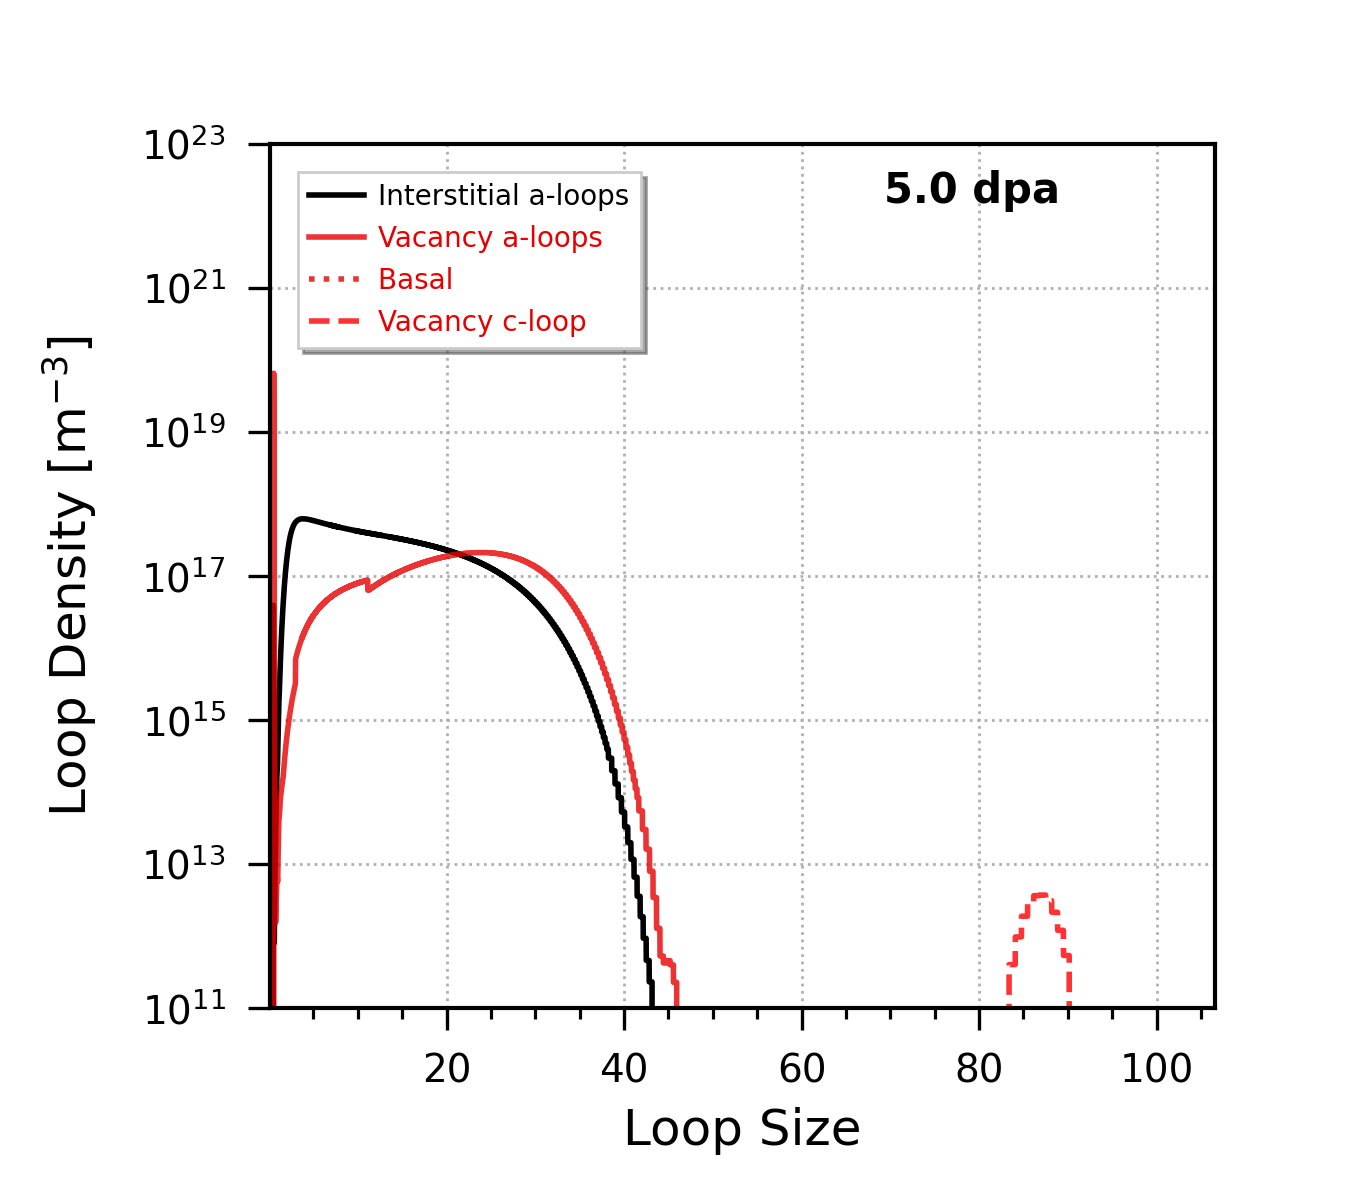 5.0 dpa
Interstitial a-loops
Vacancy a-loops
Basal
Vacancy c-loop
Loop Density [m⁻³]
10²³
10²¹
10¹⁹
10¹⁷
10¹⁵
10¹³
10¹¹
20 40 60 80 100
Loop Size